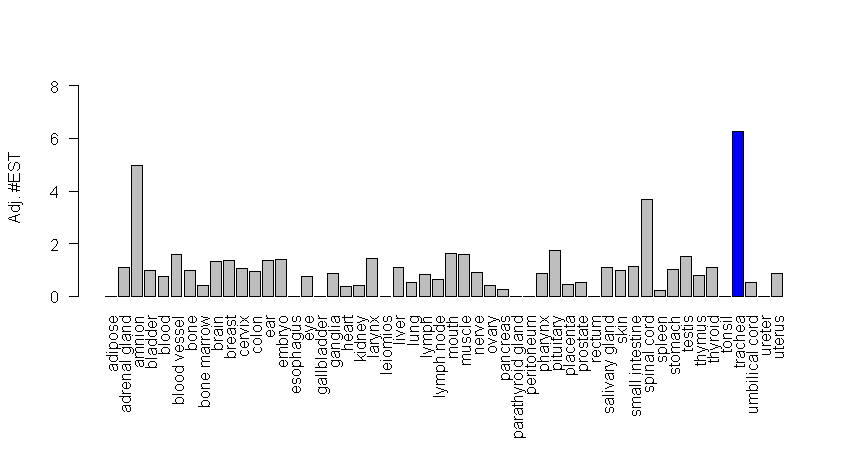 Adj. #EST
8
6
4
2
0
adipose
adrenal gland
amnion
bladder
blood
blood vessel
bone
bone marrow
brain
breast
cervix
colon
ear
embryo
esophagus
eye
gallbladder
ganglia
heart
kidney
larynx
leiomios
liver
lung
lymph
lymph node
mouth
muscle
nerve
ovary
pancreas
parathyroid gland
peritoneum
pharynx
pituitary
placenta
prostate
rectum
salivary gland
skin
small intestine
spinal cord
spleen
stomach
testis
thymus
thyroid
tonsil
trachea
umbilical cord
ureter
uterus